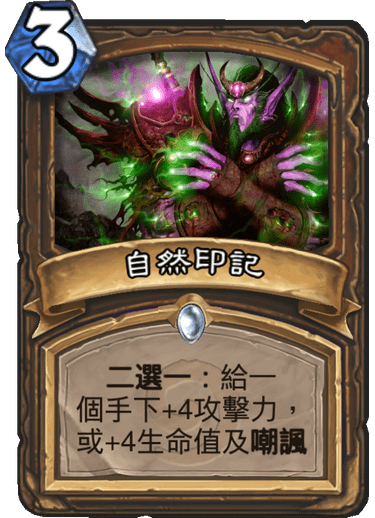 3
自然印記
二選一：給一
個手下+4攻擊力，
或+4生命值及嘲諷